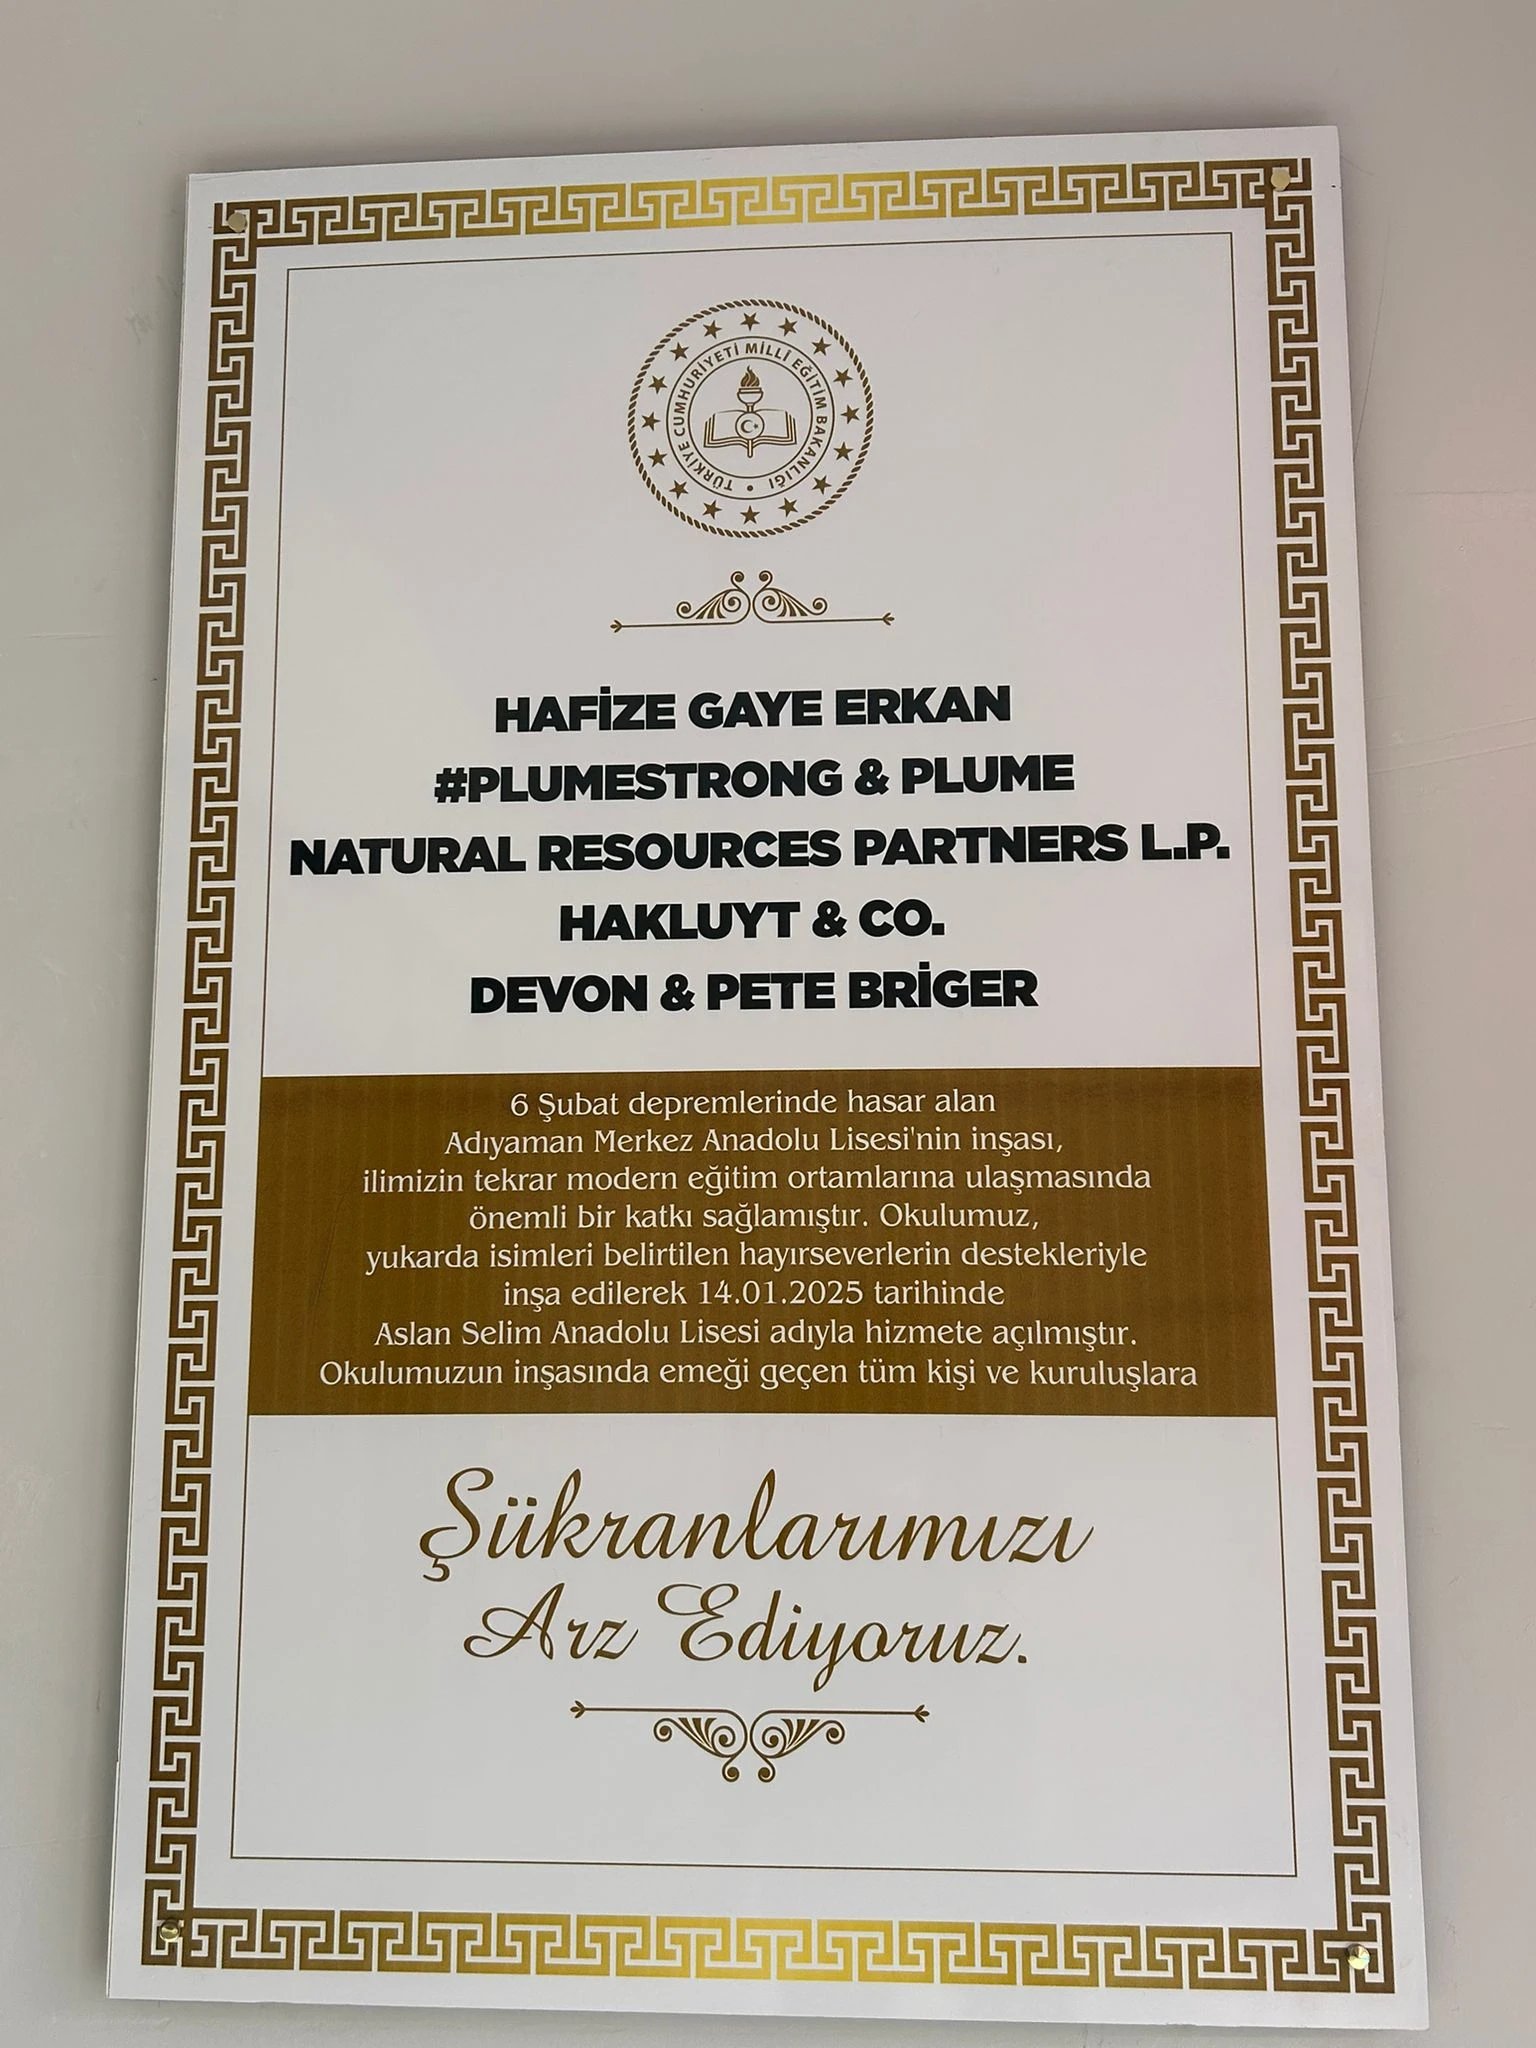 TÜRKİYE CUMHURİYETİ MİLLİ EĞİTİM BAKANLIĞI
HAFİZE GAYE ERKAN
#PLUMESTRONG & PLUME
NATURAL RESOURCES PARTNERS L.P.
HAKLUYT & CO.
DEVON & PETE BRİGER
6 Şubat depremlerinde hasar alan
Adıyaman Merkez Anadolu Lisesi'nin inşası,
ilimizin tekrar modern eğitim ortamlarına ulaşmasında
önemli bir katkı sağlamıştır. Okulumuz,
yukarda isimleri belirtilen hayırseverlerin destekleriyle
inşa edilerek 14.01.2025 tarihinde
Aslan Selim Anadolu Lisesi adıyla hizmete açılmıştır.
Okulumuzun inşasında emeği geçen tüm kişi ve kuruluşlara
Şükranlarımızı
Arz Ediyoruz.